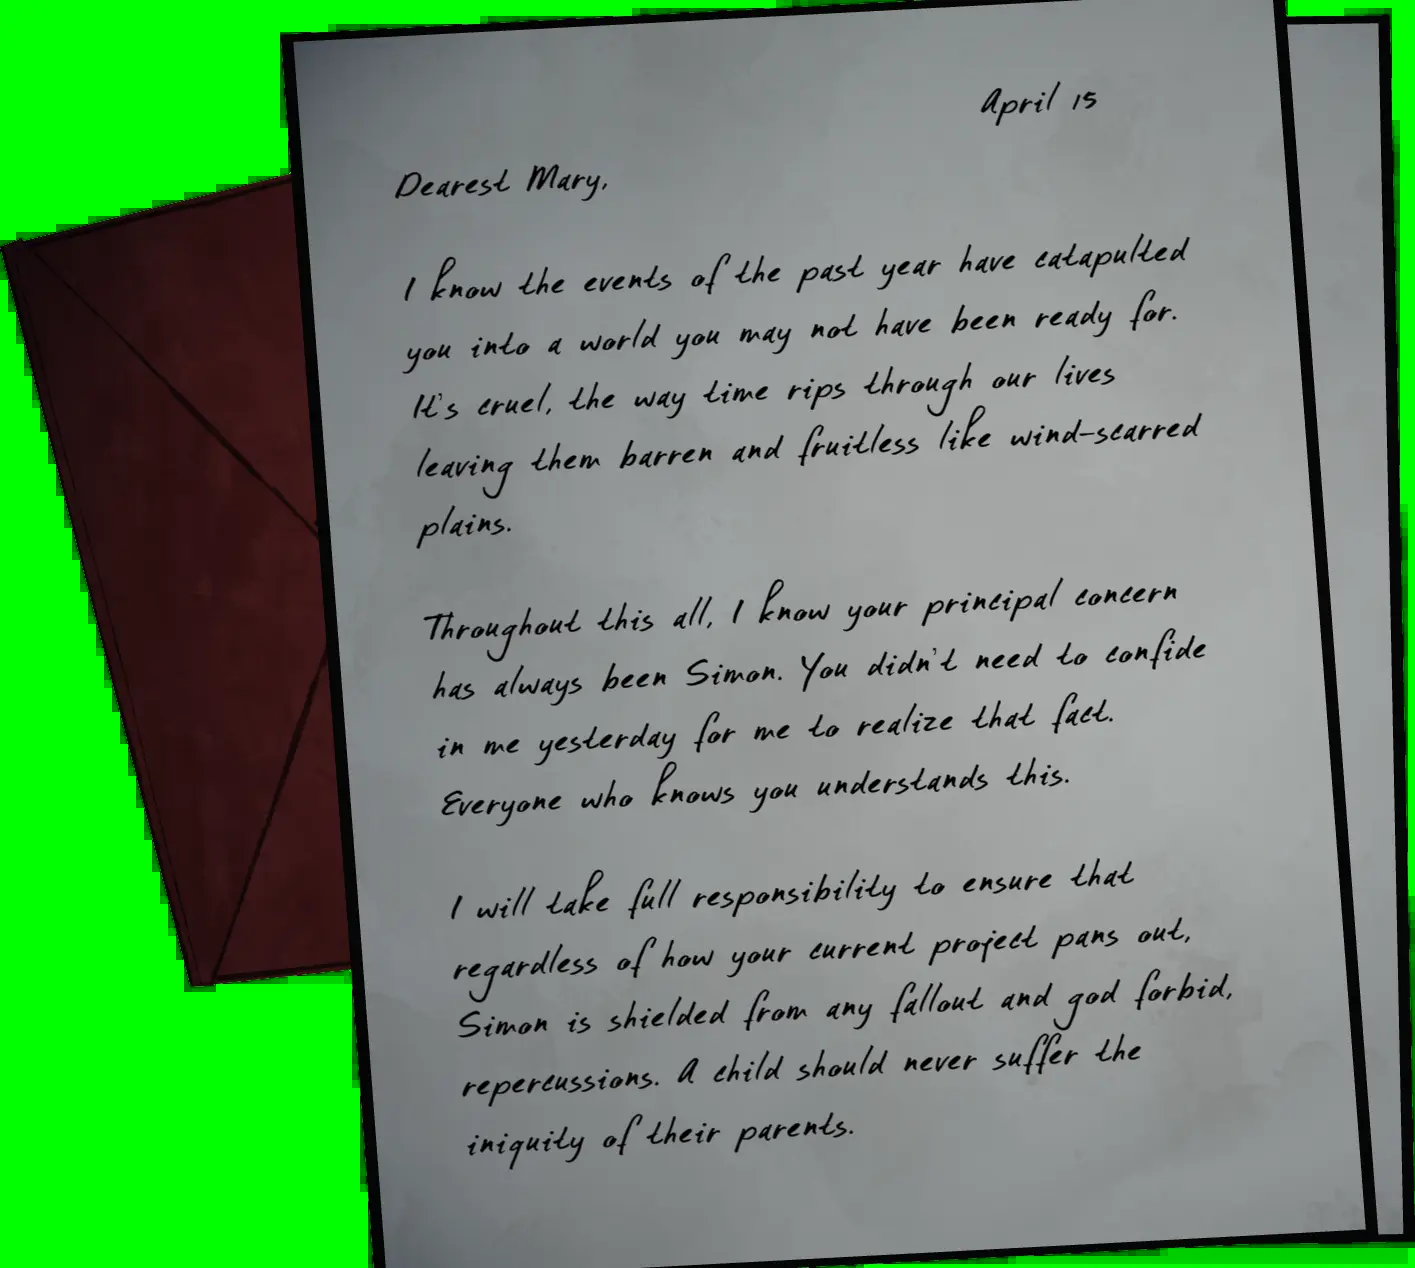 April 15
Dearest Mary,
I know the events of the past year have catapulted
you into a world you may not have been ready for.
It's cruel, the way time rips through our lives
leaving them barren and fruitless like wind-scarred
plains.
Throughout this all, I know your principal concern
has always been Simon. You didn't need to confide
in me yesterday for me to realize that fact.
Everyone who knows you understands this.
I will take full responsibility to ensure that
regardless of how your current project pans out,
Simon is shielded from any fallout and god forbid,
repercussions. A child should never suffer the
iniquity of their parents.